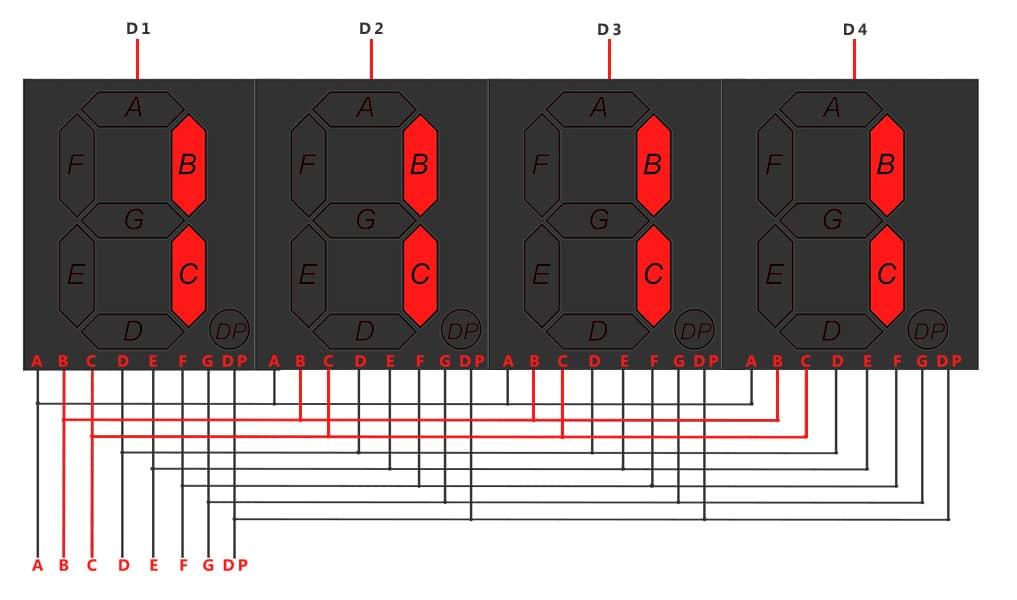 D1 D2 D3 D4
A A A A
F B F B F B F B
G G G G
E C E C E C E C
D DP D DP D DP D DP
A B C D E F G DP A B C D E F G DP A B C D E F G DP A B C D E F G DP
A B C D E F G DP